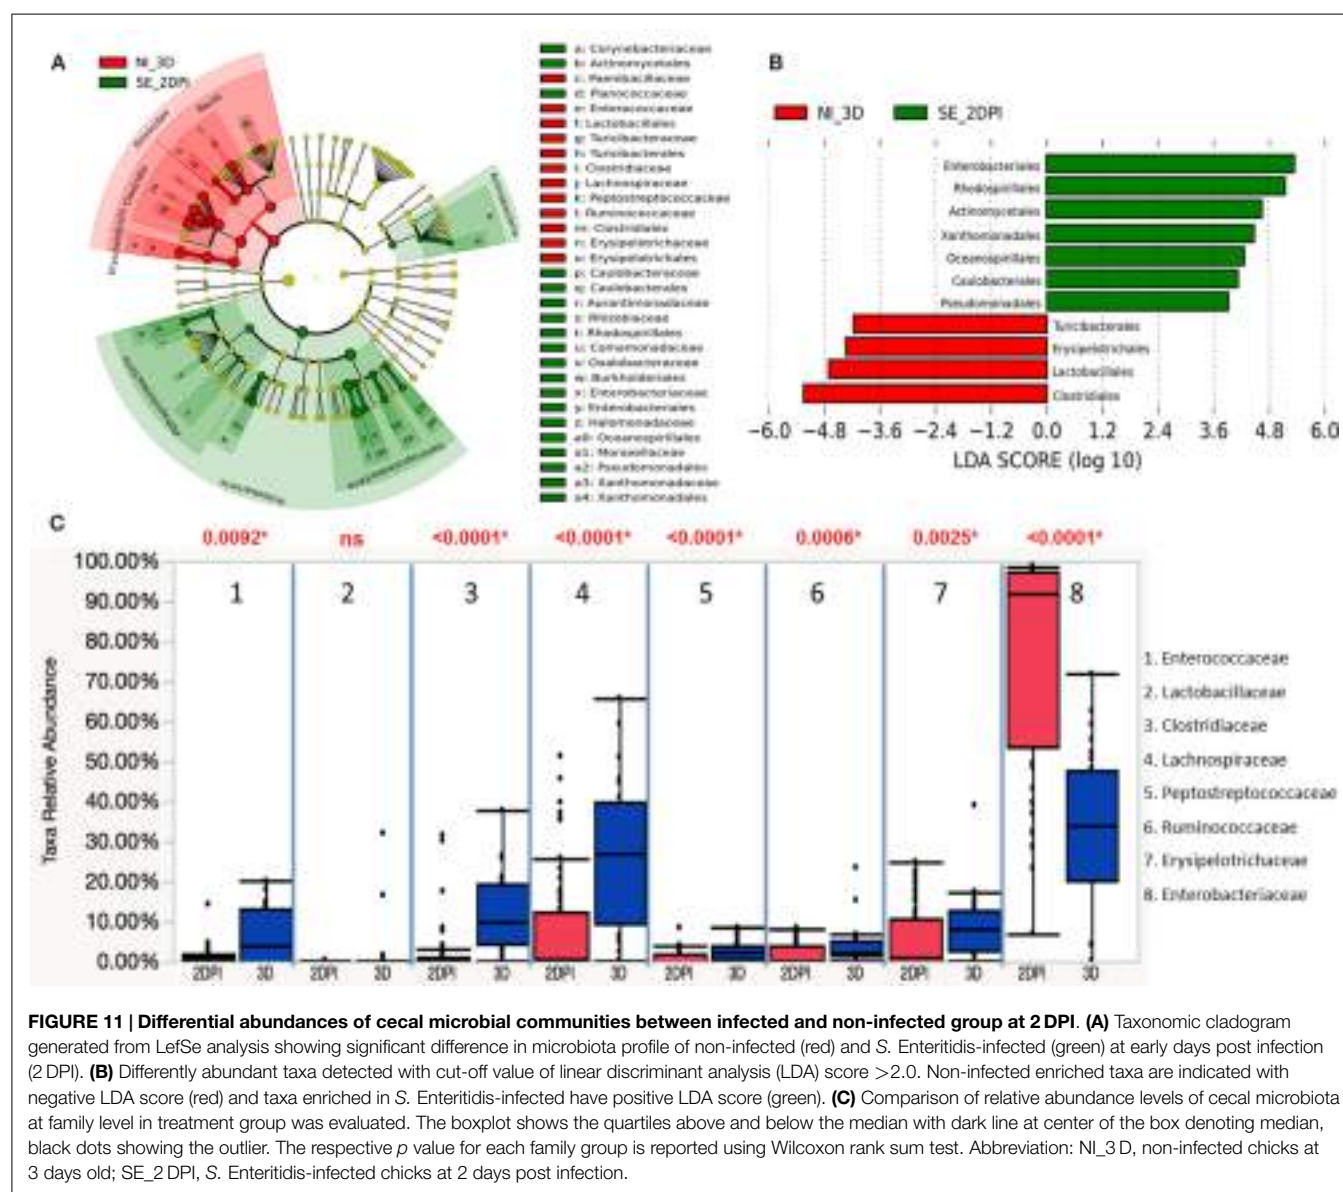 A
NI_3D
SE_2DPI
a: Corynebacteriaceae
b: Actinomycetales
c: Paenibacillaceae
d: Planococcaceae
e: Enterococcaceae
f: Lactobacillales
g: Turicibacteraceae
h: Turicibacterales
i: Clostridiaceae
j: Lachnospiraceae
k: Peptostreptococcaceae
l: Ruminococcaceae
m: Clostridiales
n: Erysipelotrichaceae
o: Erysipelotrichales
p: Caulobacteraceae
q: Caulobacterales
r: Aurantimonadaceae
s: Rhizobiaceae
t: Rhodospirillales
u: Comamonadaceae
v: Oxalobacteraceae
w: Burkholderiales
x: Enterobacteriaceae
y: Enterobacteriales
z: Halomonadaceae
a0: Oceanospirillales
a1: Moraxellaceae
a2: Pseudomonadales
a3: Xanthomonadaceae
a4: Xanthomonadales
B
NI_3D SE_2DPI
Enterobacteriales
Rhodospirillales
Actinomycetales
Xanthomonadales
Oceanospirillales
Caulobacterales
Pseudomonadales
Turicibacterales
Erysipelotrichales
Lactobacillales
Clostridiales
−6.0 −4.8 −3.6 −2.4 −1.2 0.0 1.2 2.4 3.6 4.8 6.0
LDA SCORE (log 10)
C
0.0092* ns <0.0001* <0.0001* <0.0001* 0.0006* 0.0025* <0.0001*
1 2 3 4 5 6 7 8
100.00%
90.00%
80.00%
70.00%
60.00%
50.00%
40.00%
30.00%
20.00%
10.00%
0.00%
Taxa Relative Abundance
2DPI 3D 2DPI 3D 2DPI 3D 2DPI 3D 2DPI 3D 2DPI 3D 2DPI 3D 2DPI 3D
1. Enterococcaceae
2. Lactobacillaceae
3. Clostridiaceae
4. Lachnospiraceae
5. Peptostreptococcaceae
6. Ruminococcaceae
7. Erysipelotrichaceae
8. Enterobacteriaceae
FIGURE 11 | Differential abundances of cecal microbial communities between infected and non-infected group at 2 DPI. (A) Taxonomic cladogram
generated from LefSe analysis showing significant difference in microbiota profile of non-infected (red) and S. Enteritidis-infected (green) at early days post infection
(2 DPI). (B) Differently abundant taxa detected with cut-off value of linear discriminant analysis (LDA) score >2.0. Non-infected enriched taxa are indicated with
negative LDA score (red) and taxa enriched in S. Enteritidis-infected have positive LDA score (green). (C) Comparison of relative abundance levels of cecal microbiota
at family level in treatment group was evaluated. The boxplot shows the quartiles above and below the median with dark line at center of the box denoting median,
black dots showing the outlier. The respective p value for each family group is reported using Wilcoxon rank sum test. Abbreviation: NI_3 D, non-infected chicks at
3 days old; SE_2 DPI, S. Enteritidis-infected chicks at 2 days post infection.